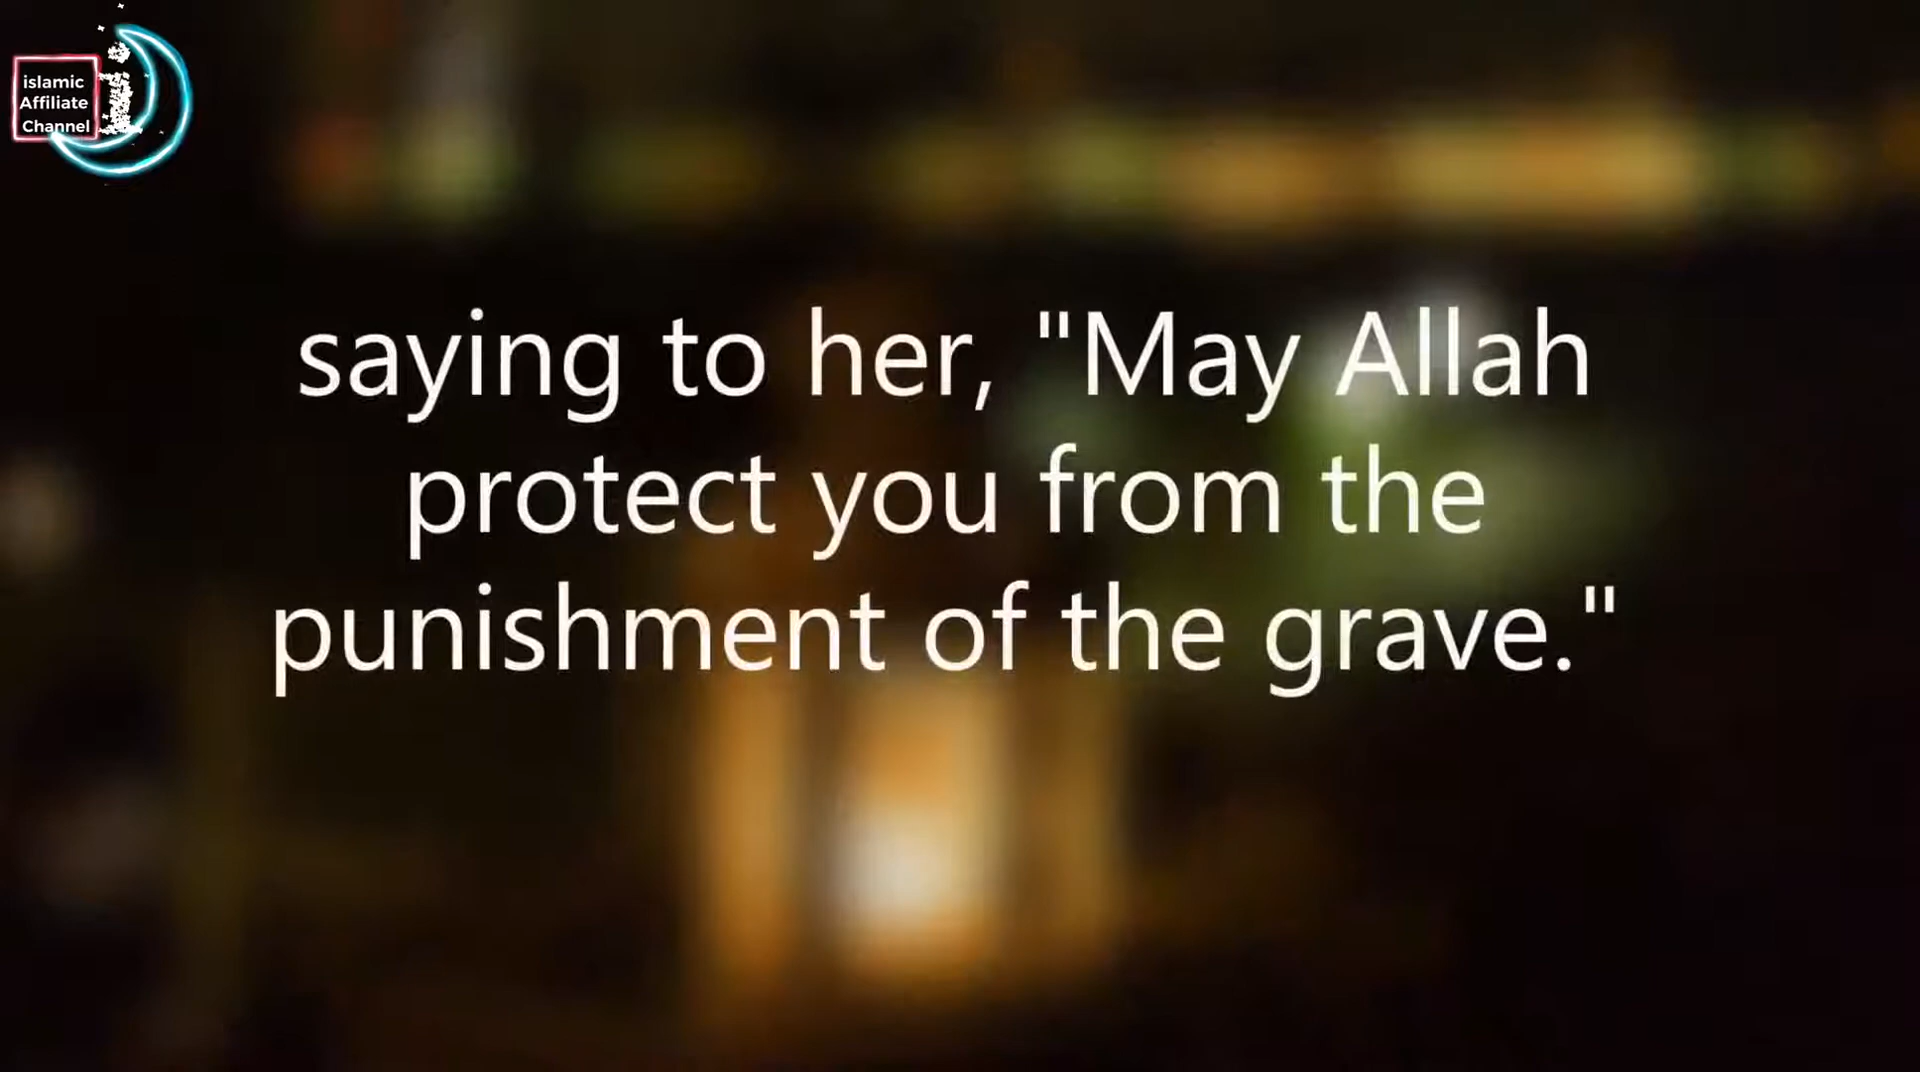 islamic
Affiliate
Channel
saying to her, "May Allah
protect you from the
punishment of the grave."